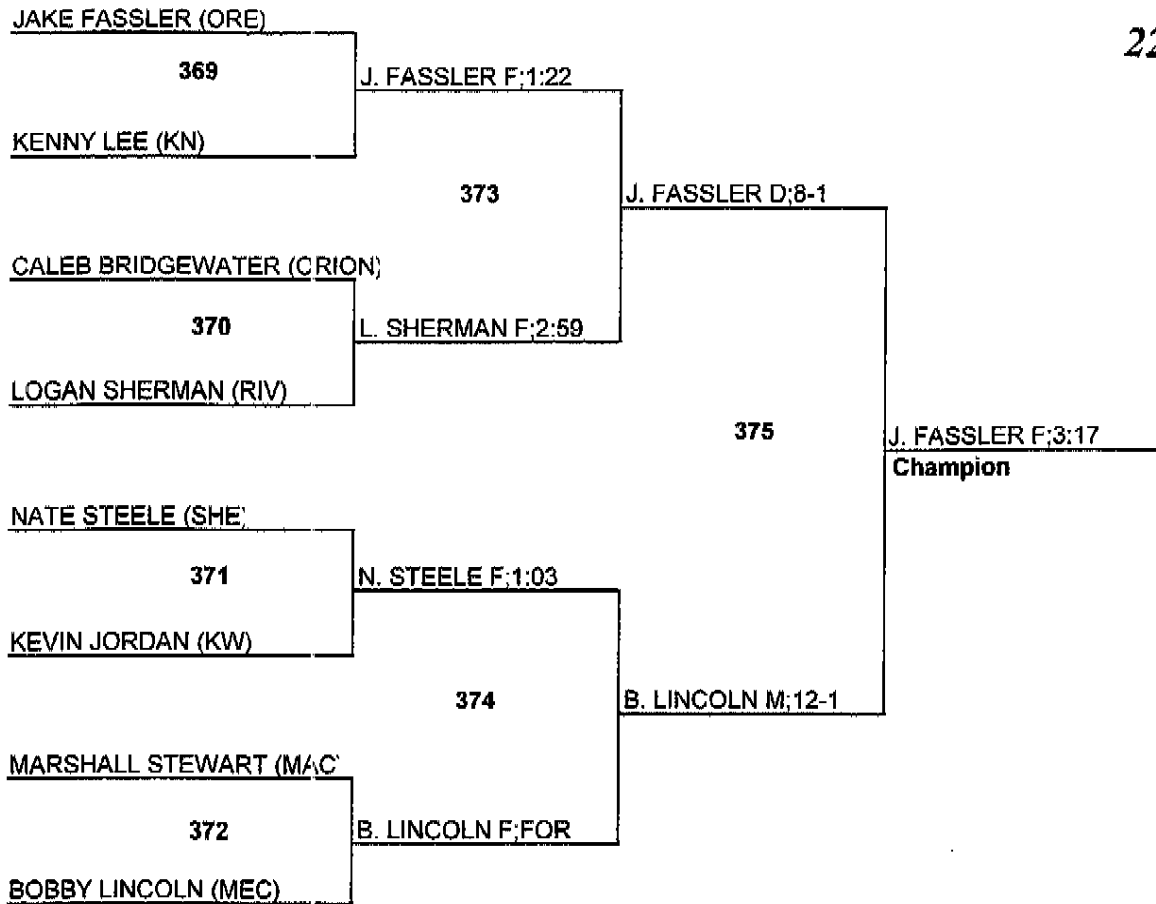 JAKE FASSLER (ORE)
22
369
J. FASSLER F;1:22
KENNY LEE (KN)
373
J. FASSLER D;8-1
CALEB BRIDGEWATER (ORION)
370
L. SHERMAN F;2:59
LOGAN SHERMAN (RIV)
375
J. FASSLER F;3:17
Champion
NATE STEELE (SHE)
371
N. STEELE F;1:03
KEVIN JORDAN (KW)
374
B. LINCOLN M;12-1
MARSHALL STEWART (MAC)
372
B. LINCOLN F;FOR
BOBBY LINCOLN (MEC)